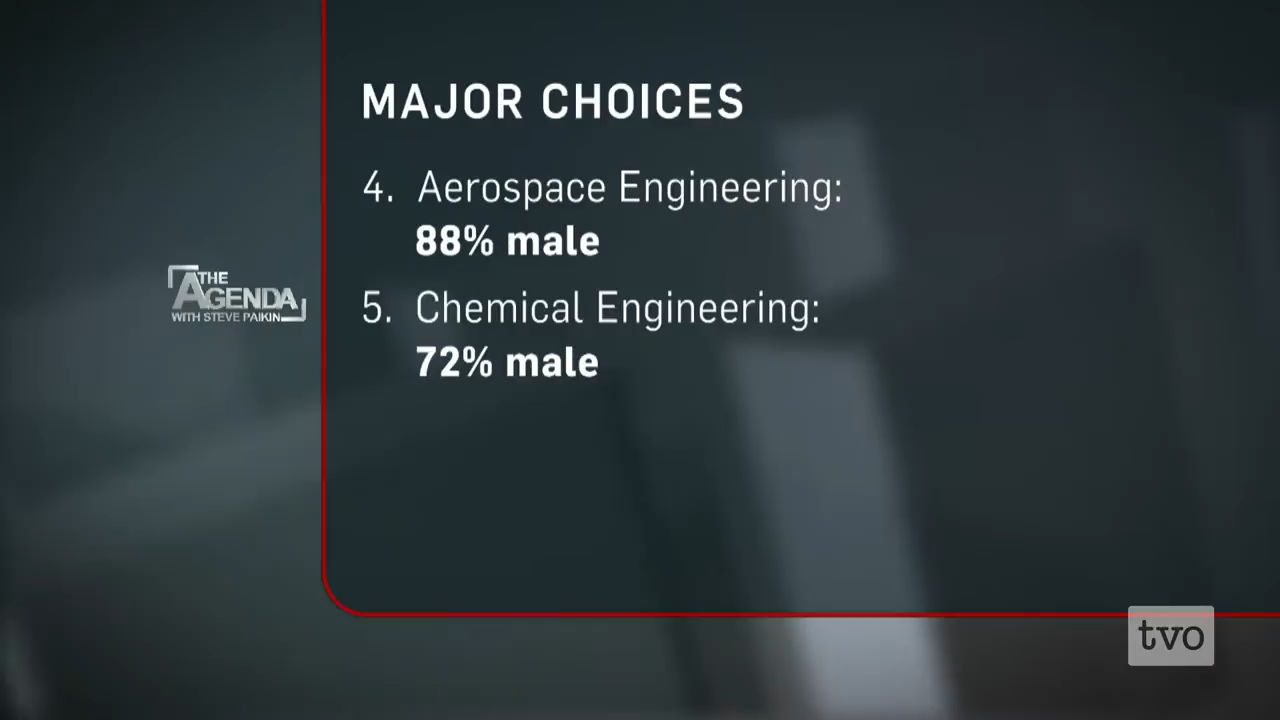 MAJOR CHOICES
4. Aerospace Engineering:
88% male
5. Chemical Engineering:
72% male
THE
AGENDA
WITH STEVE PAIKIN
tvo